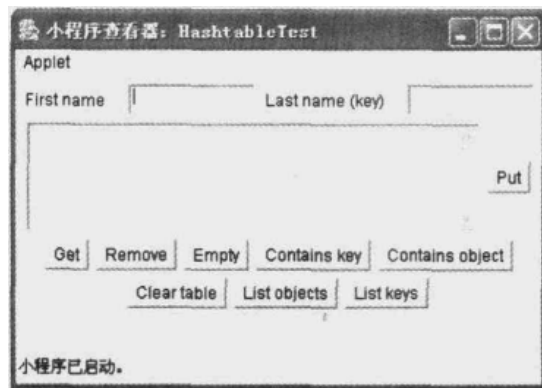 小程序查看器: HashtableTest
Applet
First name Last name (key)
Put
Get Remove Empty Contains key Contains object
Clear table List objects List keys
小程序已启动。